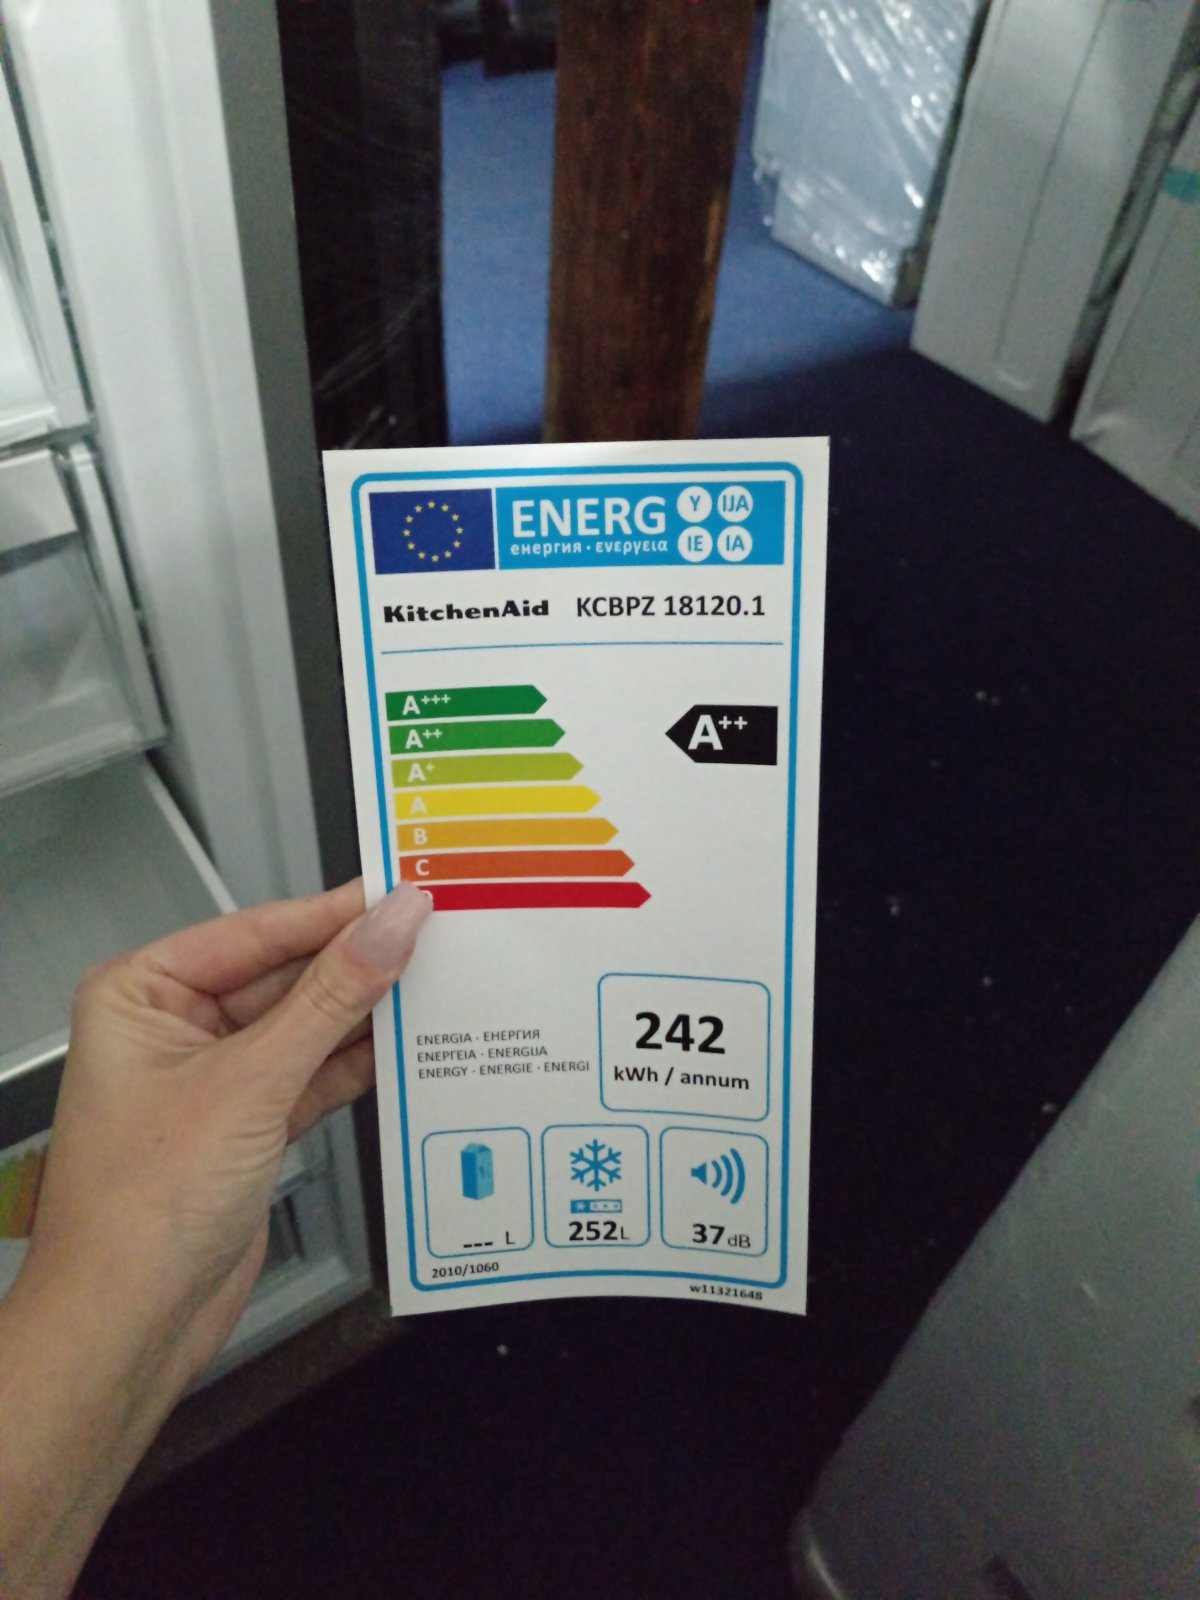 ENERG Y IJA
енергия · ενεργεια IE IA
KitchenAid KCBPZ 18120.1
A+++
A++
A++
A+
A
B
C
242
kWh / annum
ENERGIA · ЕНЕРГИЯ
ΕΝΕΡΓΕΙΑ · ENERGIJA
ENERGY · ENERGIE · ENERGI
--- L
252L
37dB
2010/1060
w11321648